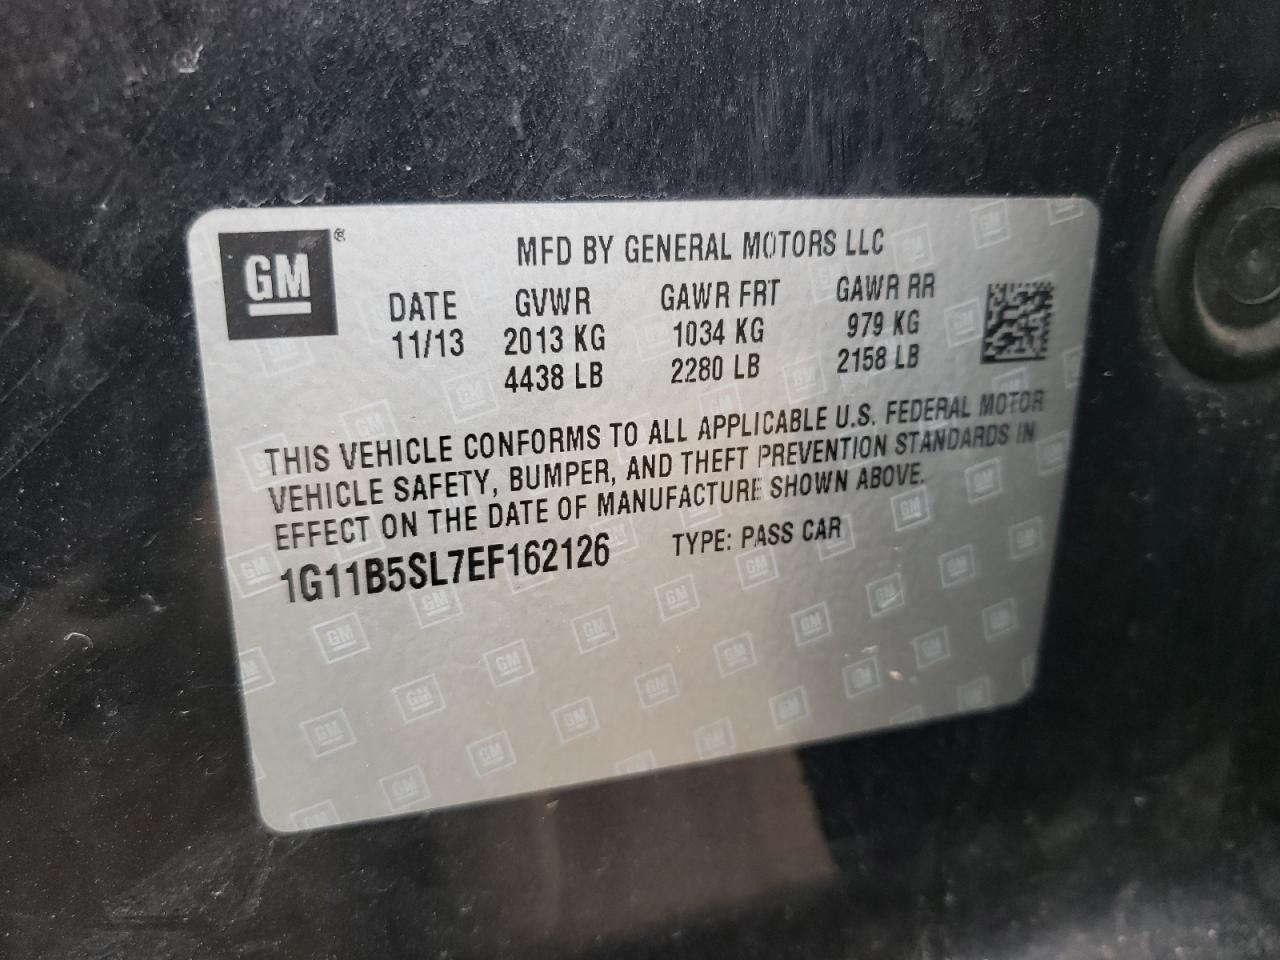 GM ®
MFD BY GENERAL MOTORS LLC
DATE GVWR GAWR FRT GAWR RR
11/13 2013 KG 1034 KG 979 KG
4438 LB 2280 LB 2158 LB
THIS VEHICLE CONFORMS TO ALL APPLICABLE U.S. FEDERAL MOTOR
VEHICLE SAFETY, BUMPER, AND THEFT PREVENTION STANDARDS IN
EFFECT ON THE DATE OF MANUFACTURE SHOWN ABOVE.
1G11B5SL7EF162126 TYPE: PASS CAR